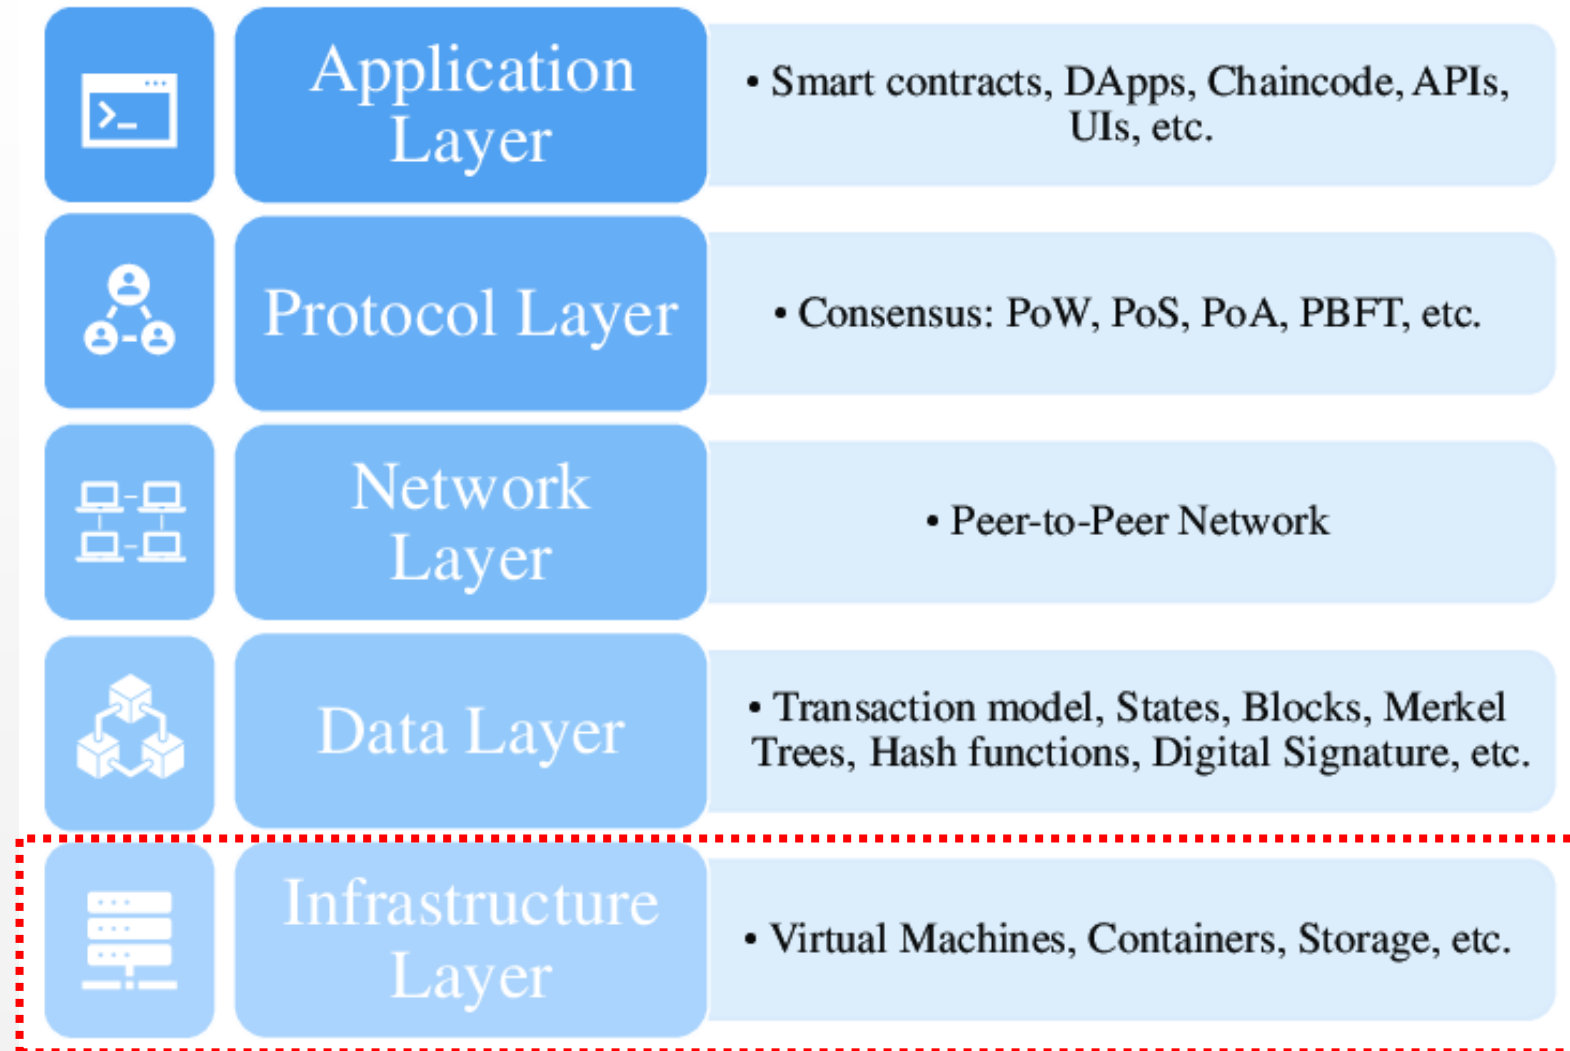 Application
Layer
• Smart contracts, DApps, Chaincode, APIs,
UIs, etc.
Protocol Layer
• Consensus: PoW, PoS, PoA, PBFT, etc.
Network
Layer
• Peer-to-Peer Network
Data Layer
• Transaction model, States, Blocks, Merkel
Trees, Hash functions, Digital Signature, etc.
Infrastructure
Layer
• Virtual Machines, Containers, Storage, etc.